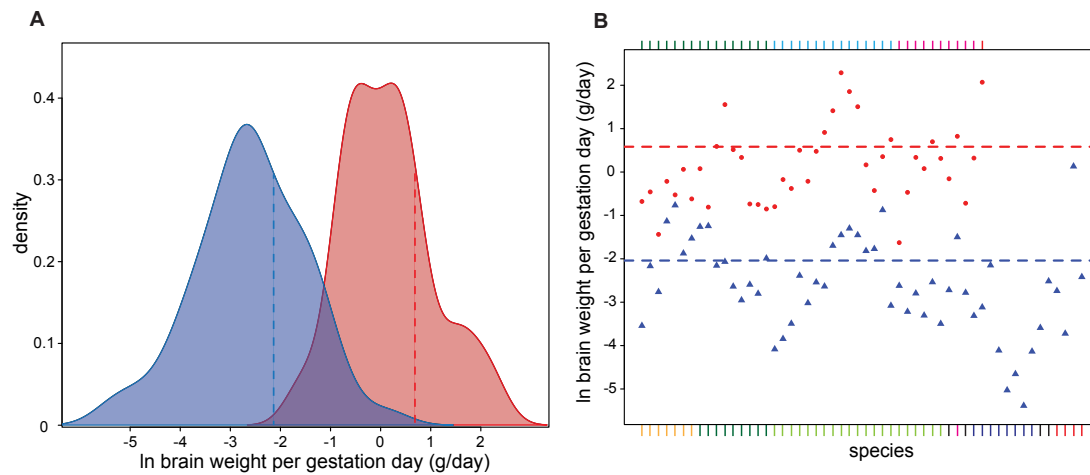 A
density
0.4
0.3
0.2
0.1
0
-5 -4 -3 -2 -1 0 1 2
ln brain weight per gestation day (g/day)
B
ln brain weight per gestation day (g/day)
2
1
0
-1
-2
-3
-4
-5
species